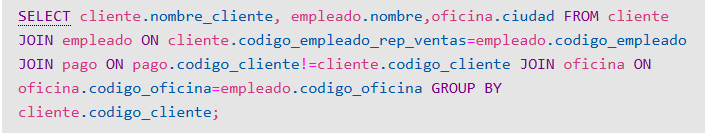 SELECT cliente.nombre_cliente, empleado.nombre,oficina.ciudad FROM cliente
JOIN empleado ON cliente.codigo_empleado_rep_ventas=empleado.codigo_empleado
JOIN pago ON pago.codigo_cliente!=cliente.codigo_cliente JOIN oficina ON
oficina.codigo_oficina=empleado.codigo_oficina GROUP BY
cliente.codigo_cliente;